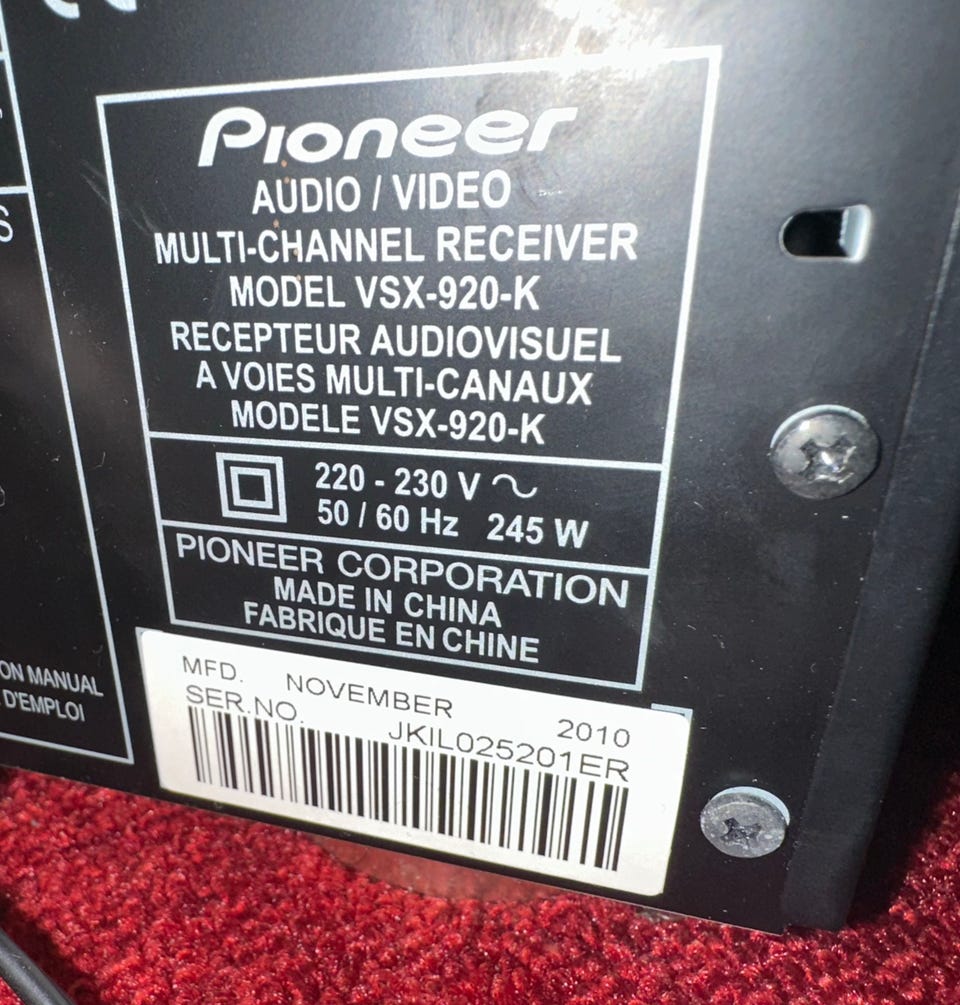 Pioneer
AUDIO / VIDEO
MULTI-CHANNEL RECEIVER
MODEL VSX-920-K
RECEPTEUR AUDIOVISUEL
A VOIES MULTI-CANAUX
MODELE VSX-920-K
220 - 230 V ~
50 / 60 Hz 245 W
PIONEER CORPORATION
MADE IN CHINA
FABRIQUE EN CHINE
MANUAL
D'EMPLOI
MFD. NOVEMBER 2010
SER.NO. JKIL025201ER